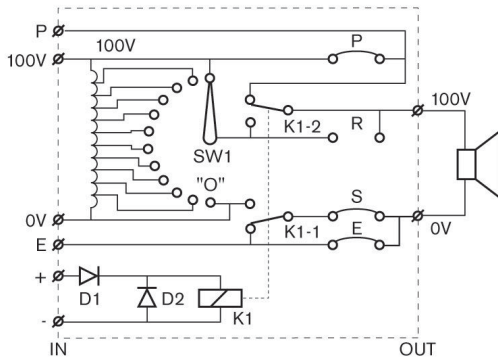 P
100V
100V
P
100V
K1-2
R
SW1
"O"
S
0V
K1-1
E
0V
E
+
D1
D2
K1
-
IN
OUT